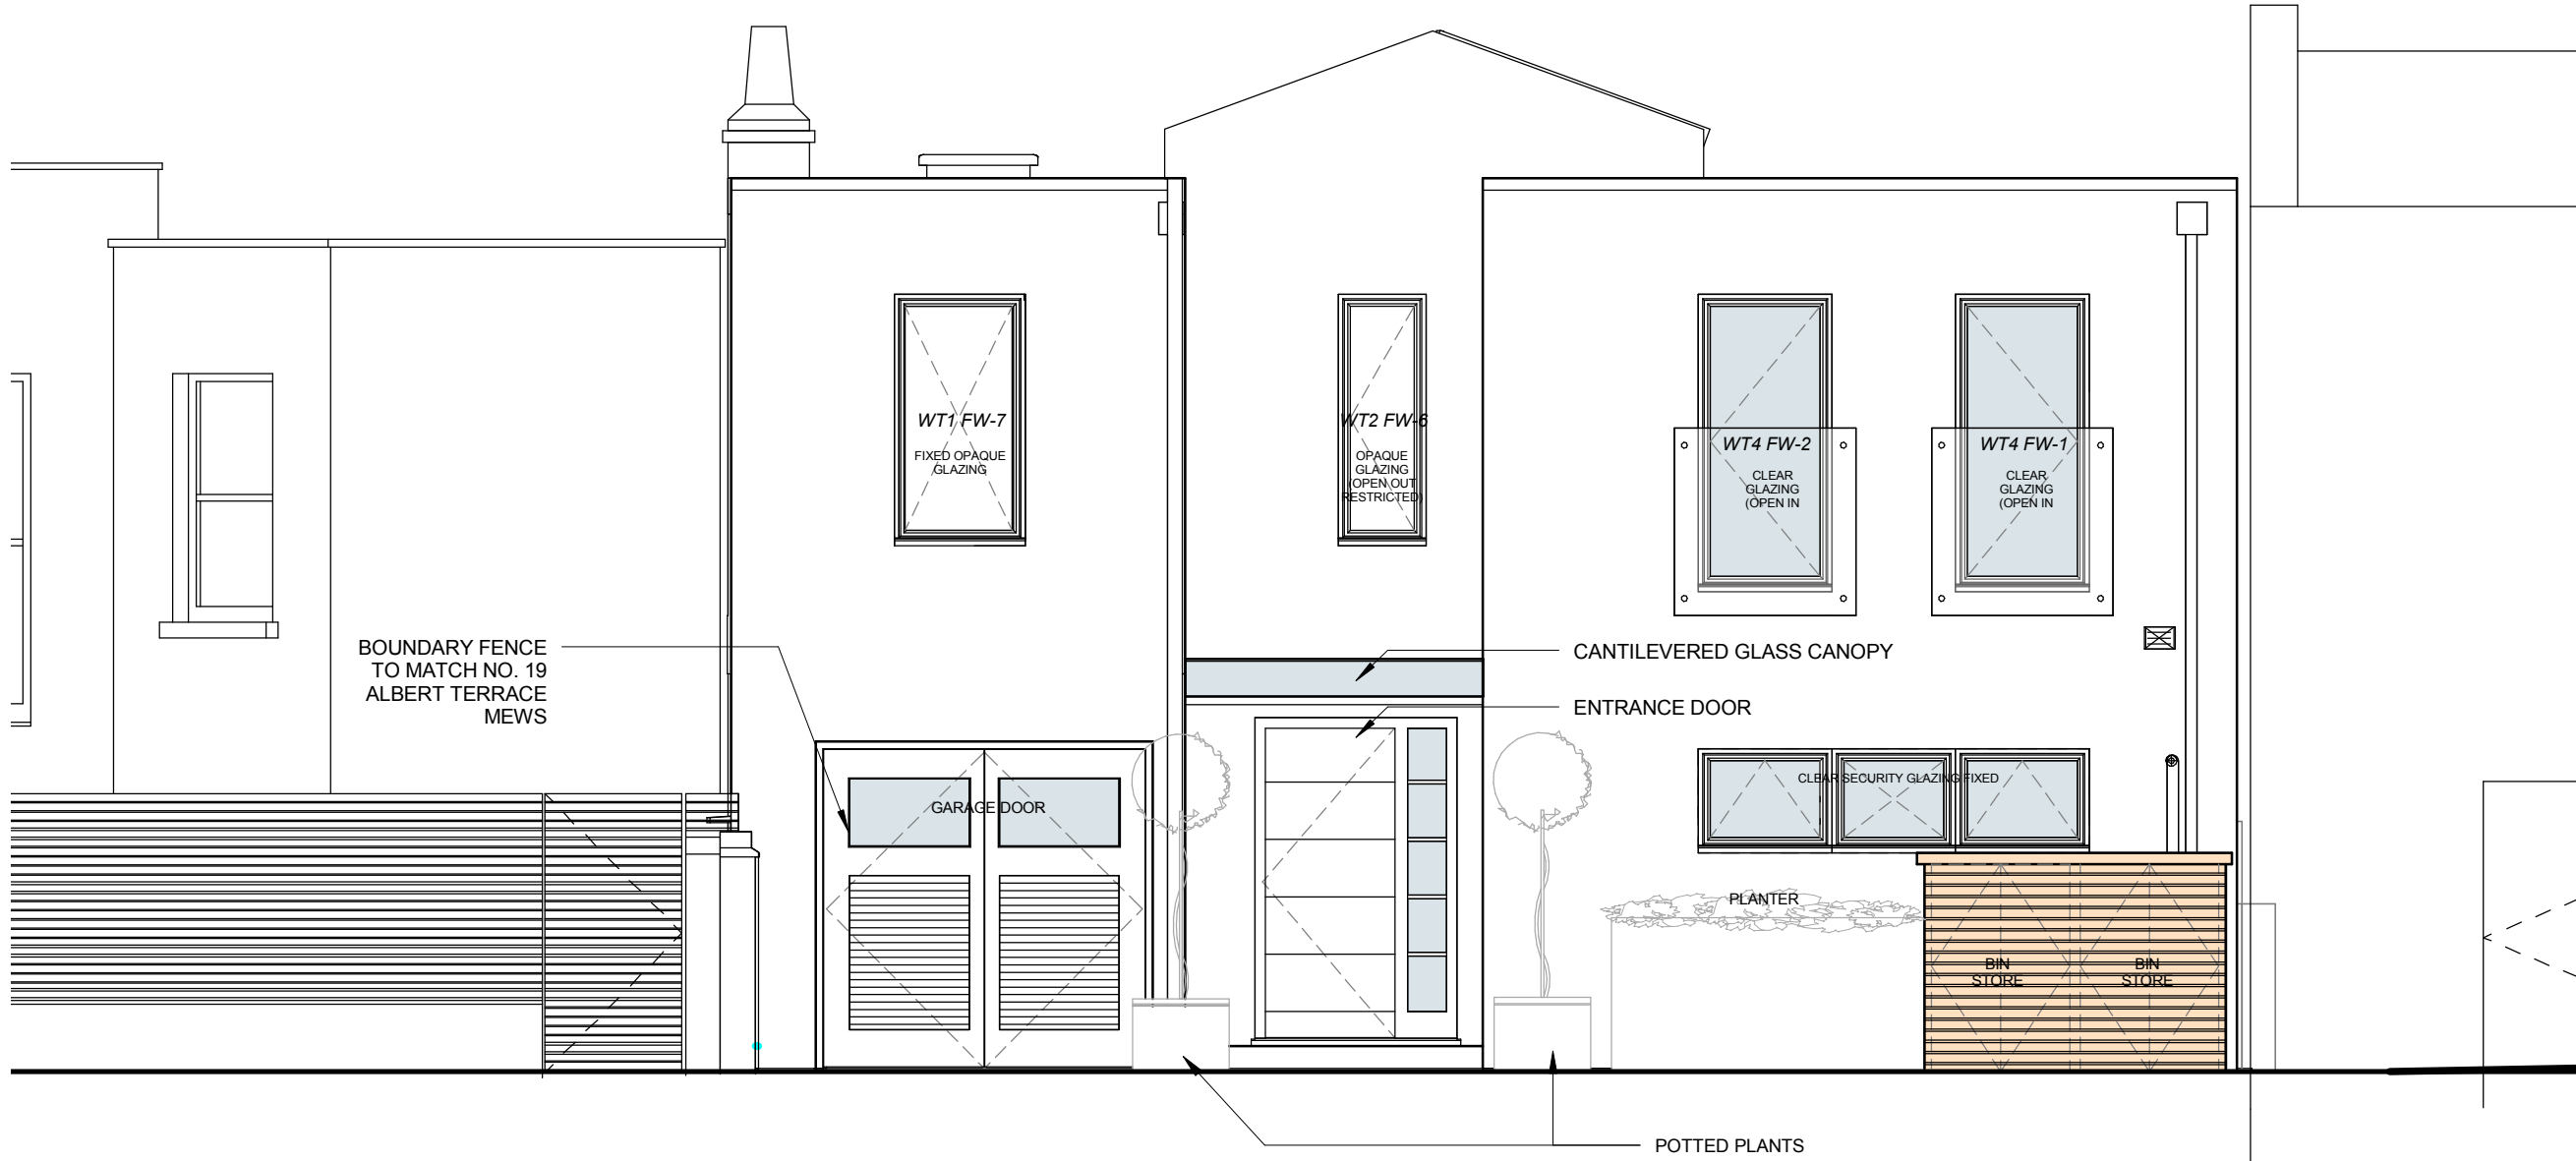 WT1 FW-7
FIXED OPAQUE
GLAZING
WT2 FW-6
OPAQUE
GLAZING
(OPEN OUT
RESTRICTED)
WT4 FW-2
CLEAR
GLAZING
(OPEN IN
WT4 FW-1
CLEAR
GLAZING
(OPEN IN
BOUNDARY FENCE
TO MATCH NO. 19
ALBERT TERRACE
MEWS
CANTILEVERED GLASS CANOPY
ENTRANCE DOOR
GARAGE DOOR
CLEAR SECURITY GLAZING FIXED
PLANTER
BIN
STORE
BIN
STORE
POTTED PLANTS